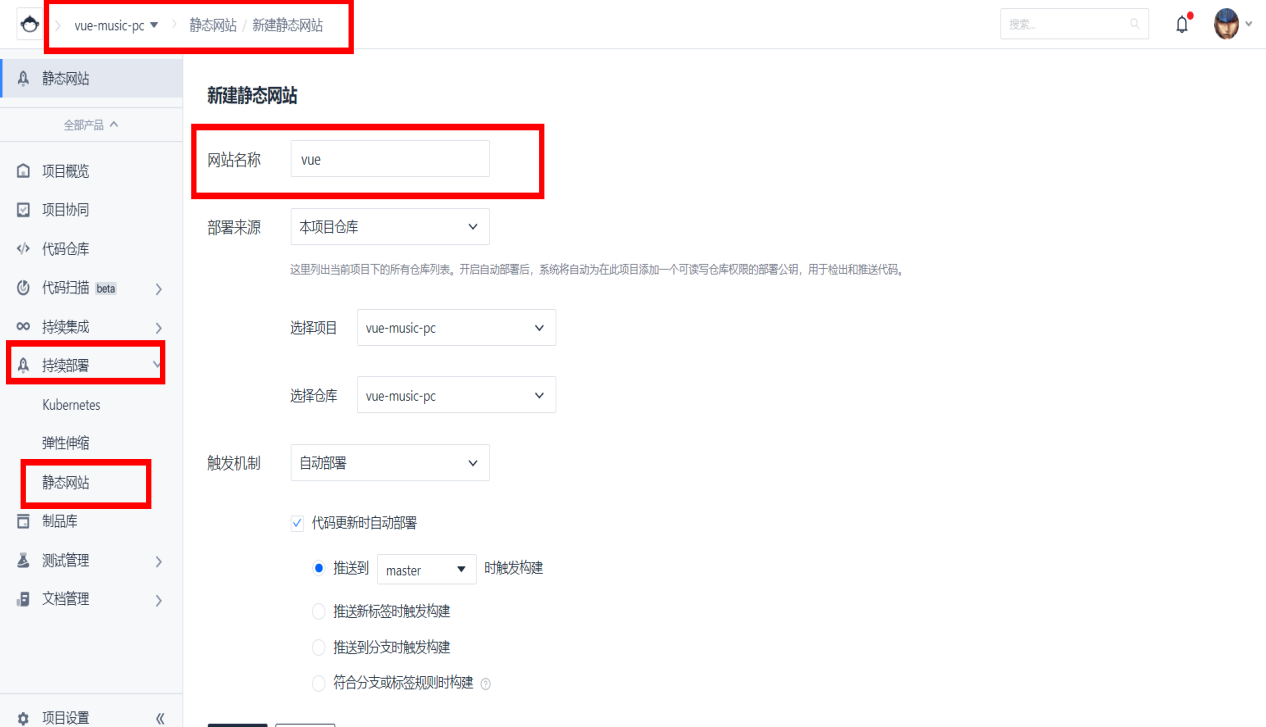 vue-music-pc 静态网站 / 新建静态网站
搜索...
静态网站
全部产品
项目概览
项目协同
代码仓库
代码扫描 beta
持续集成
持续部署
Kubernetes
弹性伸缩
静态网站
制品库
测试管理
文档管理
项目设置
新建静态网站
网站名称 vue
部署来源 本项目仓库
这里列出当前项目下的所有仓库列表。开启自动部署后，系统将自动为在此项目添加一个可读写仓库权限的部署公钥，用于检出和推送代码。
选择项目 vue-music-pc
选择仓库 vue-music-pc
触发机制 自动部署
代码更新时自动部署
推送到 master 时触发构建
推送新标签时触发构建
推送到分支时触发构建
符合分支或标签规则时构建